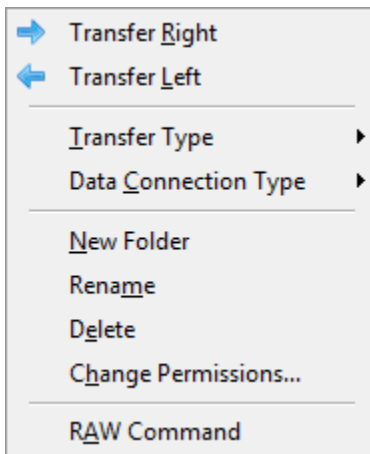 Transfer Right
Transfer Left
Transfer Type
Data Connection Type
New Folder
Rename
Delete
Change Permissions...
RAW Command